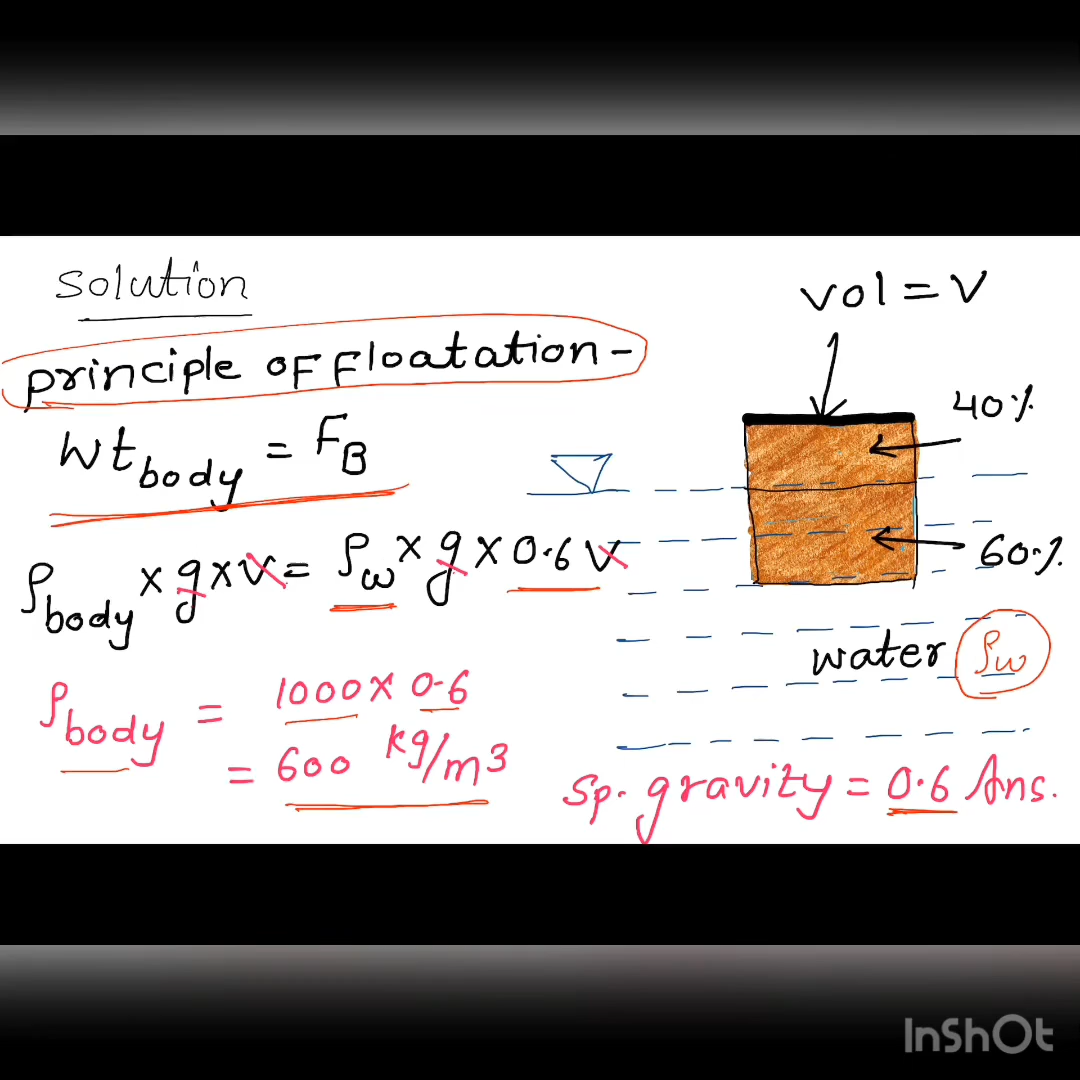 solution
principle OF Floatation -
Wt body = FB
ρbody × g × V = ρw × g × 0.6 V
ρbody = 1000 × 0.6
= 600 kg/m³
vol = V
40%
60%
water ρw
Sp. gravity = 0.6 Ans.
InShOt